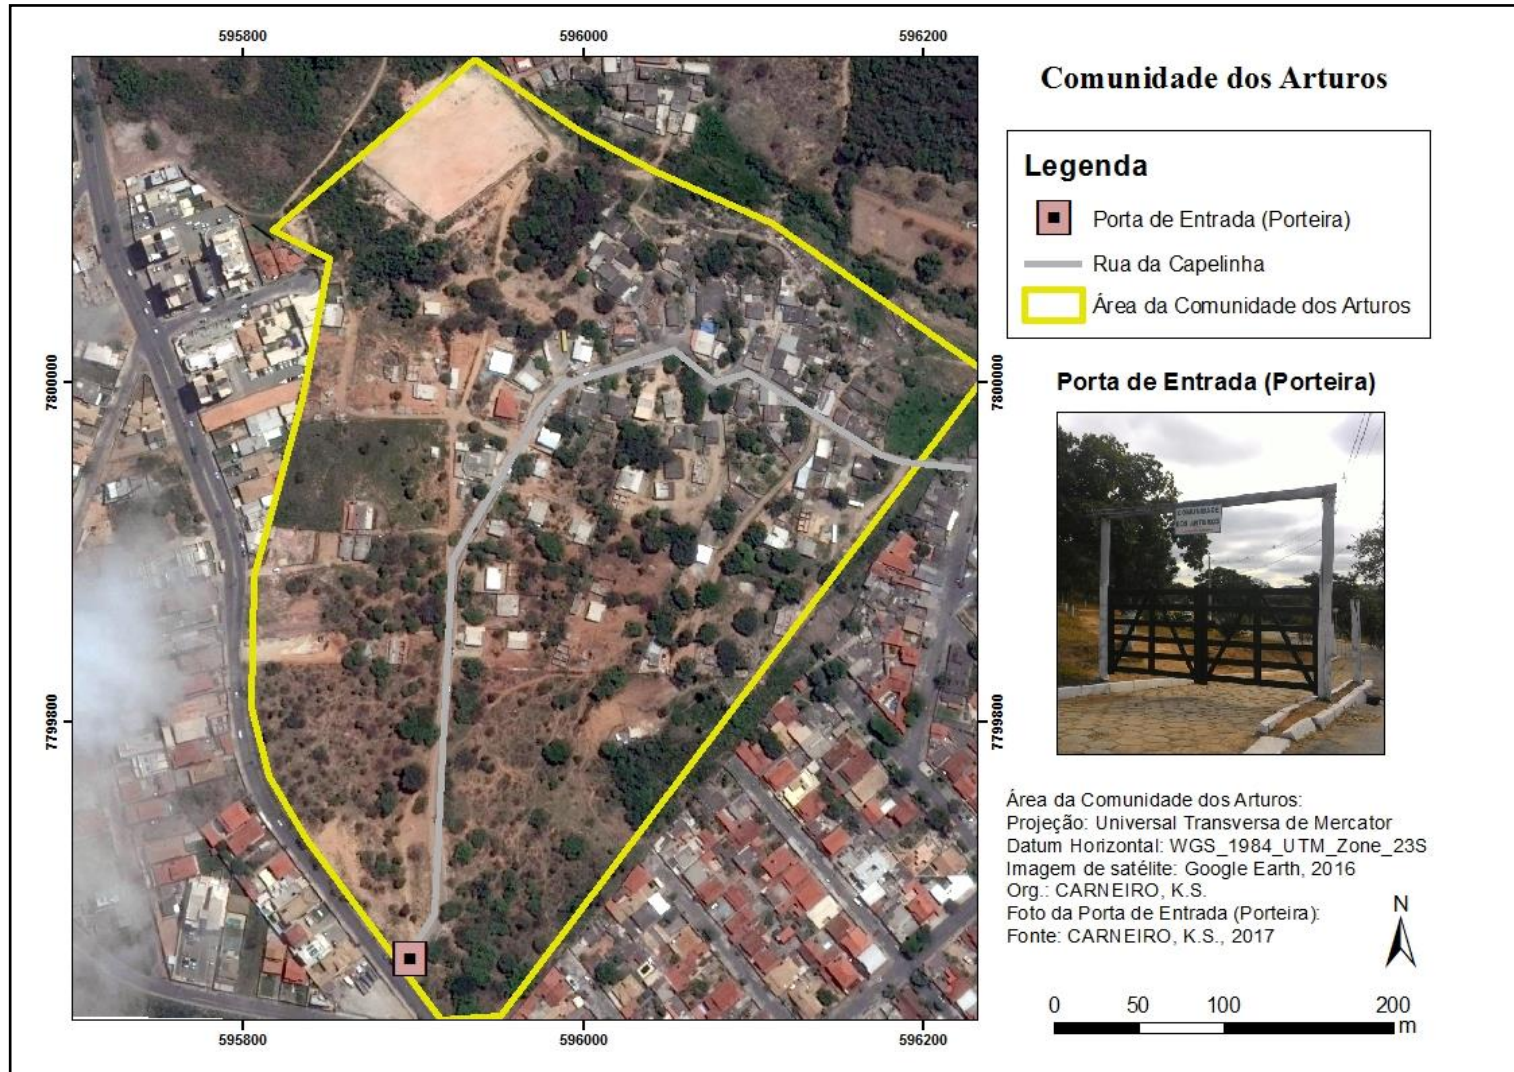 595800
596000
596200
Comunidade dos Arturos
Legenda
Porta de Entrada (Porteira)
Rua da Capelinha
Área da Comunidade dos Arturos
7800000
7800000
Porta de Entrada (Porteira)
COMUNIDADE
DOS ARTUROS
7799800
7799800
Área da Comunidade dos Arturos:
Projeção: Universal Transversa de Mercator
Datum Horizontal: WGS_1984_UTM_Zone_23S
Imagem de satélite: Google Earth, 2016
Org.: CARNEIRO, K.S.
Foto da Porta de Entrada (Porteira):
Fonte: CARNEIRO, K.S., 2017
N
0 50 100 200
m
595800
596000
596200